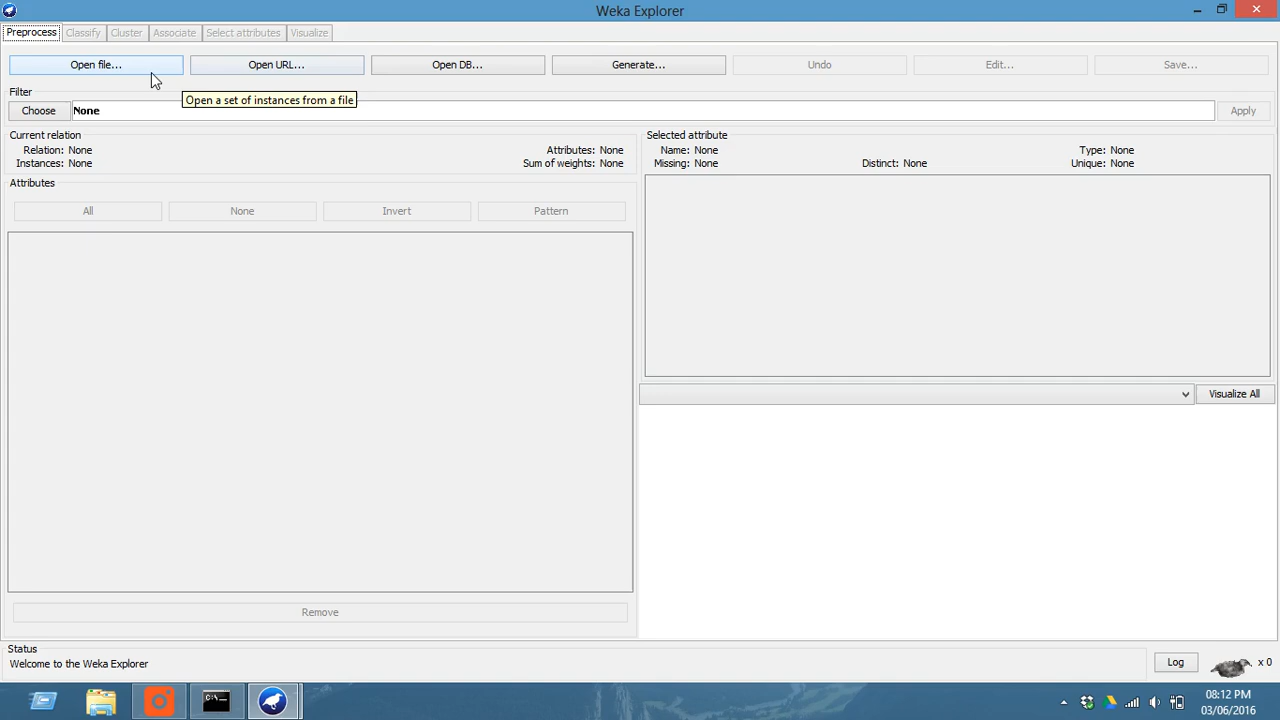 Weka Explorer
Preprocess Classify Cluster Associate Select attributes Visualize
Open file... Open URL... Open DB... Generate... Undo Edit... Save...
Filter
Open a set of instances from a file
Choose None Apply
Current relation
Relation: None Attributes: None
Instances: None Sum of weights: None
Selected attribute
Name: None Type: None
Missing: None Distinct: None Unique: None
Attributes
All None Invert Pattern
Visualize All
Remove
Status
Welcome to the Weka Explorer
Log x 0
C:\.
08:12 PM
03/06/2016